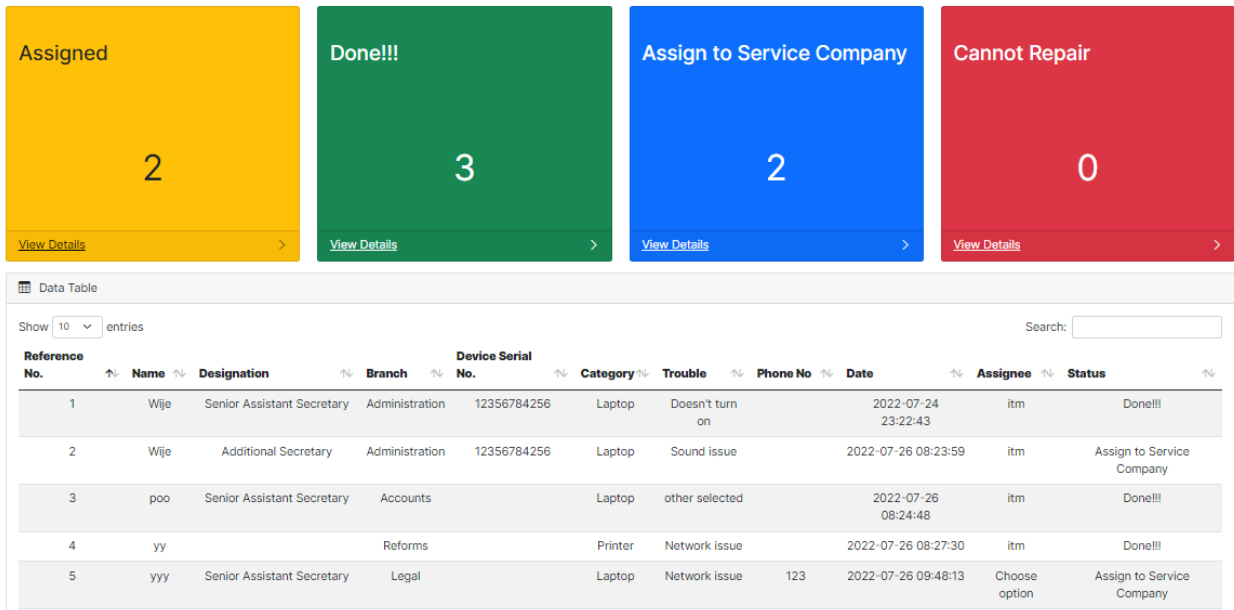 Assigned Done!!! Assign to Service Company Cannot Repair
2 3 2 0
View Details View Details View Details View Details
Data Table
Show 10 entries Search:
Reference No. Name Designation Branch Device Serial No. Category Trouble Phone No Date Assignee Status
1 Wije Senior Assistant Secretary Administration 12356784256 Laptop Doesn't turn on 2022-07-24 23:22:43 itm Done!!!
2 Wije Additional Secretary Administration 12356784256 Laptop Sound issue 2022-07-26 08:23:59 itm Assign to Service Company
3 poo Senior Assistant Secretary Accounts Laptop other selected 2022-07-26 08:24:48 itm Done!!!
4 yy Reforms Printer Network issue 2022-07-26 08:27:30 itm Done!!!
5 yyy Senior Assistant Secretary Legal Laptop Network issue 123 2022-07-26 09:48:13 Choose option Assign to Service Company